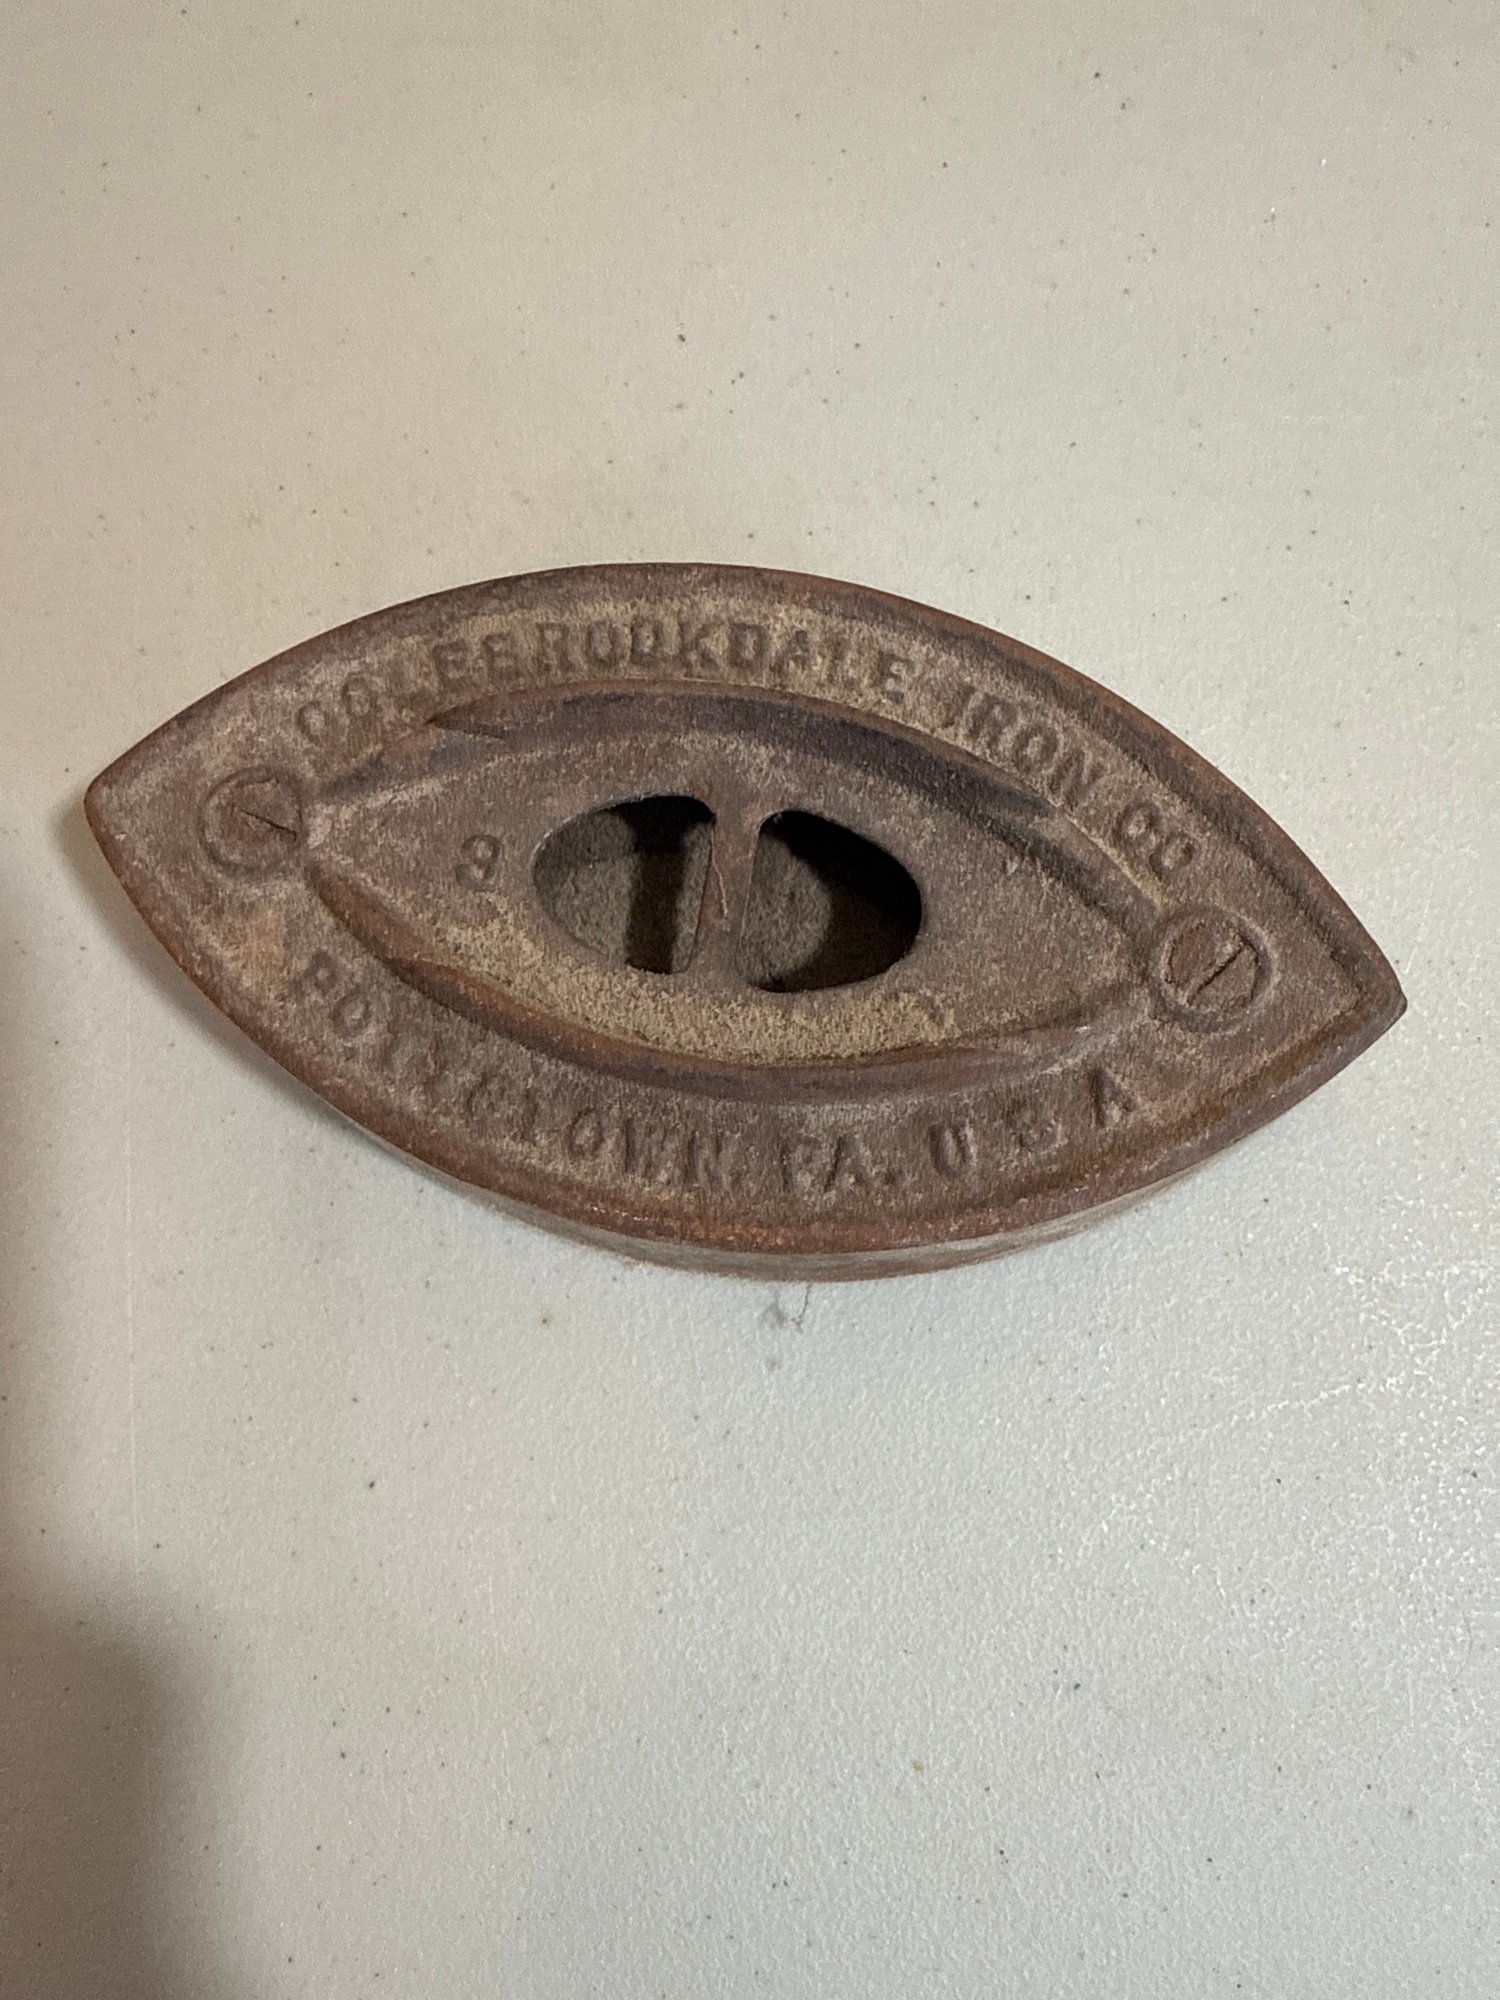 COLEBROOKDALE IRON CO
3
POTTSTOWN, PA. U S A